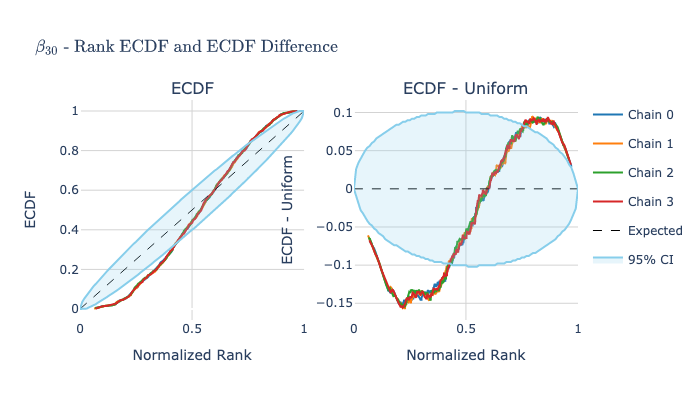 β30 - Rank ECDF and ECDF Difference
ECDF
ECDF - Uniform
1
0.8
0.6
0.4
0.2
0
ECDF
0
0.5
1
Normalized Rank
0.1
0.05
0
−0.05
−0.1
−0.15
ECDF - Uniform
0
0.5
1
Normalized Rank
Chain 0
Chain 1
Chain 2
Chain 3
Expected
95% CI